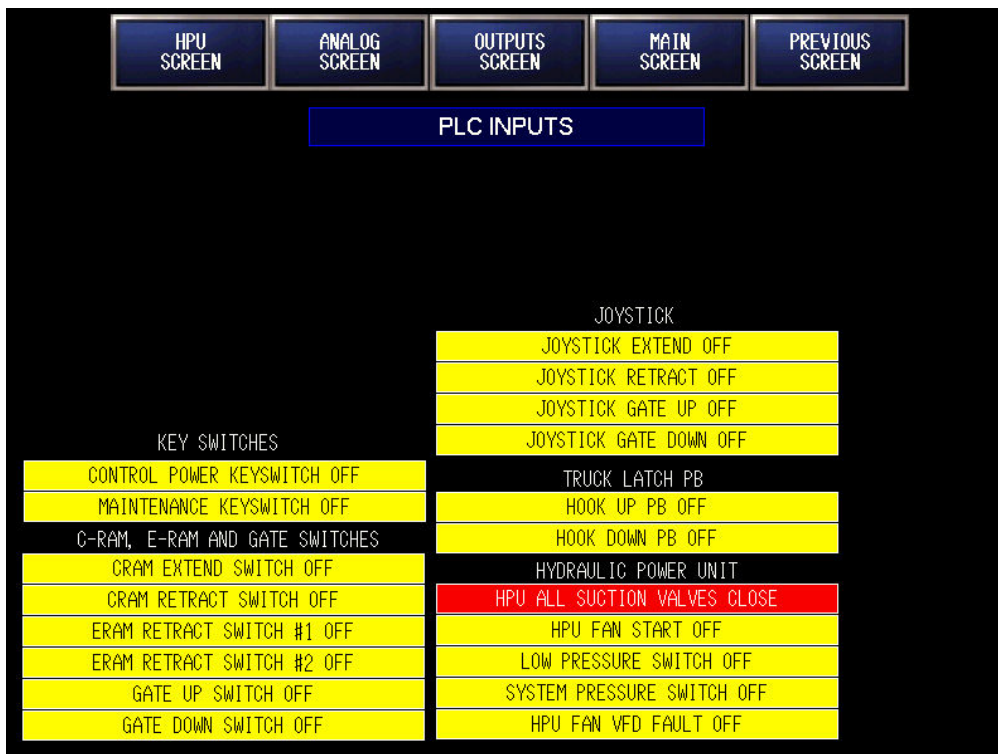 HPU
SCREEN
ANALOG
SCREEN
OUTPUTS
SCREEN
MAIN
SCREEN
PREVIOUS
SCREEN
PLC INPUTS
KEY SWITCHES
CONTROL POWER KEYSWITCH OFF
MAINTENANCE KEYSWITCH OFF
C-RAM, E-RAM AND GATE SWITCHES
CRAM EXTEND SWITCH OFF
CRAM RETRACT SWITCH OFF
ERAM RETRACT SWITCH #1 OFF
ERAM RETRACT SWITCH #2 OFF
GATE UP SWITCH OFF
GATE DOWN SWITCH OFF
JOYSTICK
JOYSTICK EXTEND OFF
JOYSTICK RETRACT OFF
JOYSTICK GATE UP OFF
JOYSTICK GATE DOWN OFF
TRUCK LATCH PB
HOOK UP PB OFF
HOOK DOWN PB OFF
HYDRAULIC POWER UNIT
HPU ALL SUCTION VALVES CLOSE
HPU FAN START OFF
LOW PRESSURE SWITCH OFF
SYSTEM PRESSURE SWITCH OFF
HPU FAN VFD FAULT OFF